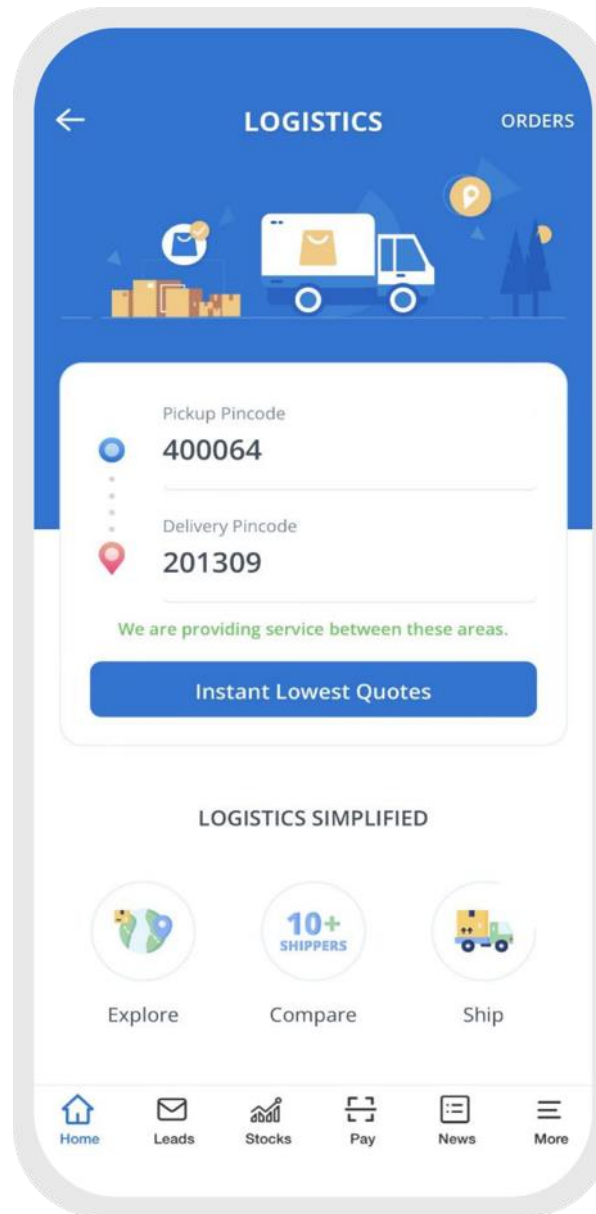 LOGISTICS
ORDERS
Pickup Pincode
400064
Delivery Pincode
201309
We are providing service between these areas.
Instant Lowest Quotes
LOGISTICS SIMPLIFIED
10+
SHIPPERS
Explore
Compare
Ship
Home
Leads
Stocks
Pay
News
More